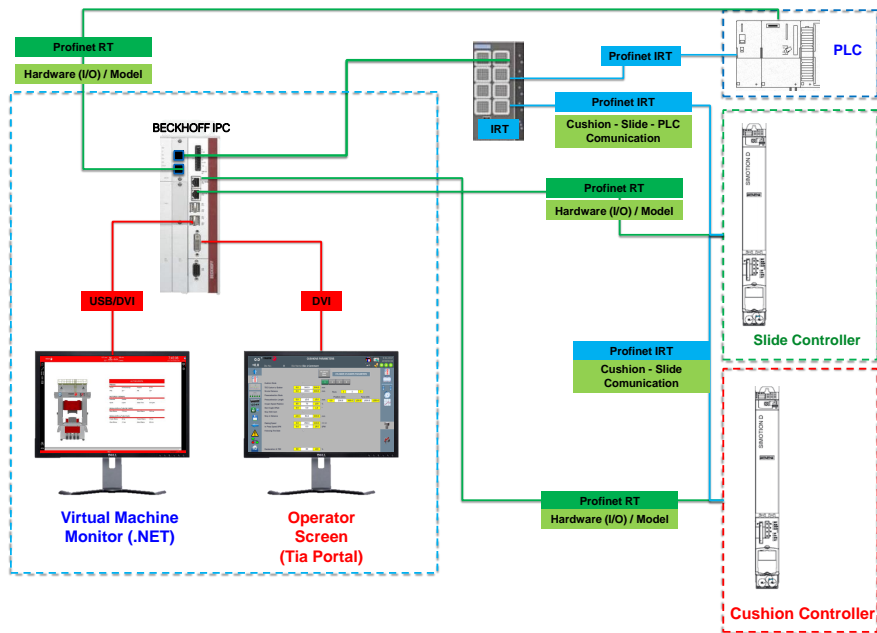 Profinet RT
Hardware (I/O) / Model
Profinet IRT
PLC
IRT
Profinet IRT
Cushion - Slide - PLC
Comunication
BECKHOFF IPC
SIMOTION D
Profinet RT
Hardware (I/O) / Model
USB/DVI
DVI
Slide Controller
Profinet IRT
Cushion - Slide
Comunication
SIMOTION D
Profinet RT
Hardware (I/O) / Model
Virtual Machine
Monitor (.NET)
Operator
Screen
(Tia Portal)
Cushion Controller